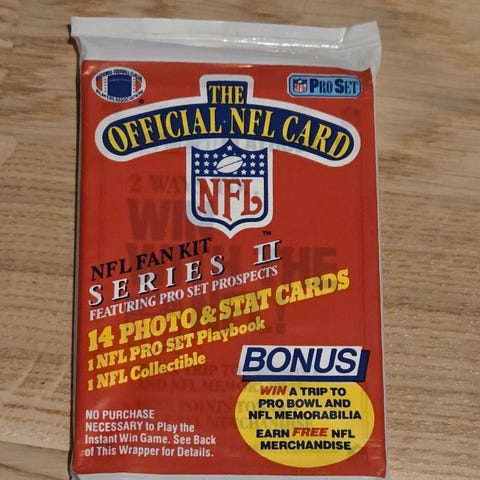 PRO SET
THE
OFFICIAL NFL CARD
NFL
TM
NFL FAN KIT
SERIES II
FEATURING PRO SET PROSPECTS
14 PHOTO & STAT CARDS
1 NFL PRO SET Playbook
1 NFL Collectible
BONUS
WIN A TRIP TO
PRO BOWL AND
NFL MEMORABILIA
EARN FREE NFL
MERCHANDISE
NO PURCHASE
NECESSARY to Play the
Instant Win Game. See Back
of This Wrapper for Details.